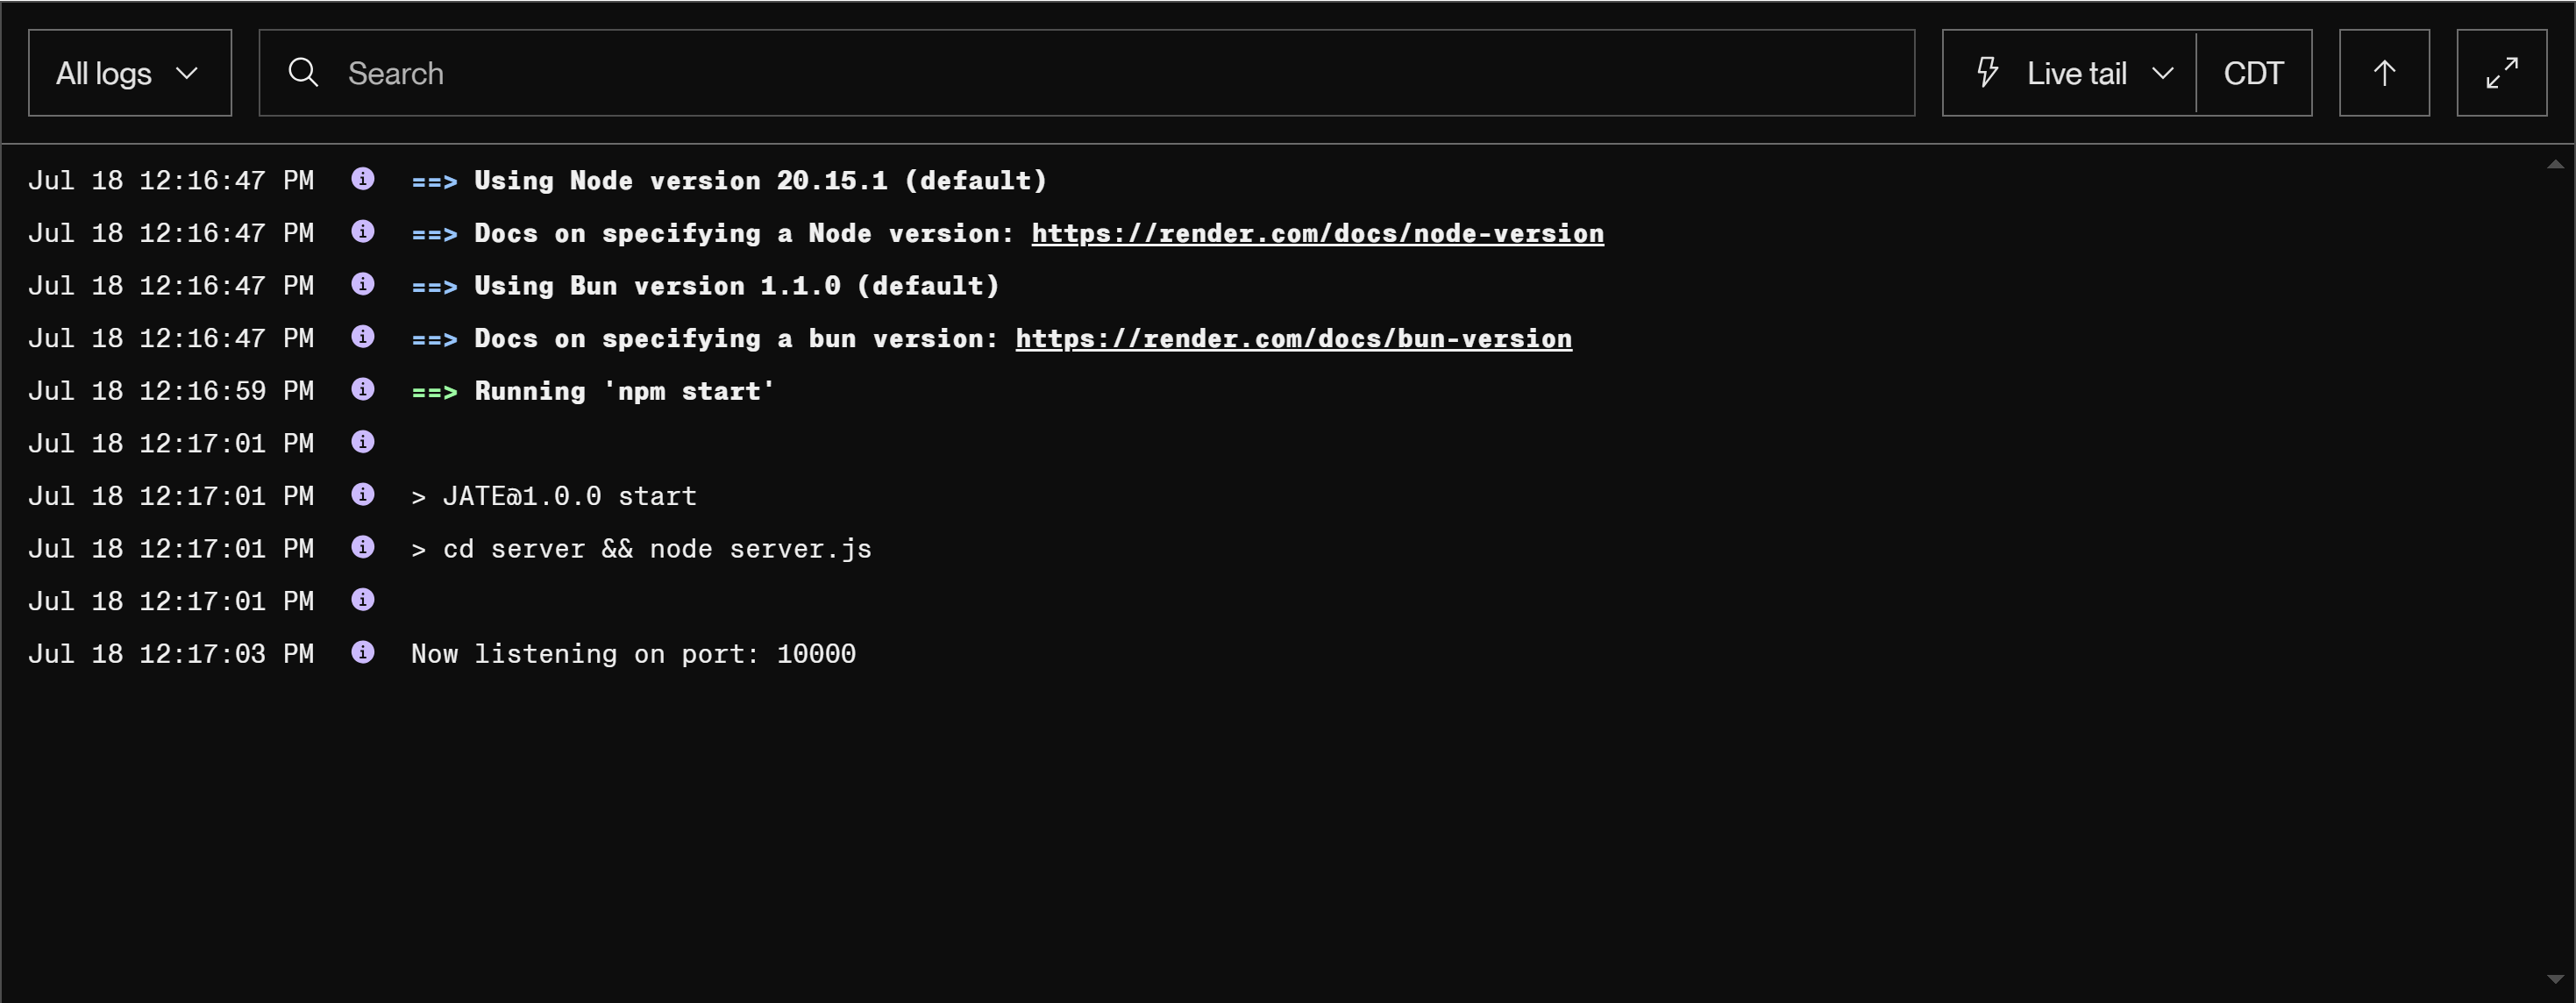 All logs Search Live tail CDT
Jul 18 12:16:47 PM ==> Using Node version 20.15.1 (default)
Jul 18 12:16:47 PM ==> Docs on specifying a Node version: https://render.com/docs/node-version
Jul 18 12:16:47 PM ==> Using Bun version 1.1.0 (default)
Jul 18 12:16:47 PM ==> Docs on specifying a bun version: https://render.com/docs/bun-version
Jul 18 12:16:59 PM ==> Running 'npm start'
Jul 18 12:17:01 PM
Jul 18 12:17:01 PM > JATE@1.0.0 start
Jul 18 12:17:01 PM > cd server && node server.js
Jul 18 12:17:01 PM
Jul 18 12:17:03 PM Now listening on port: 10000